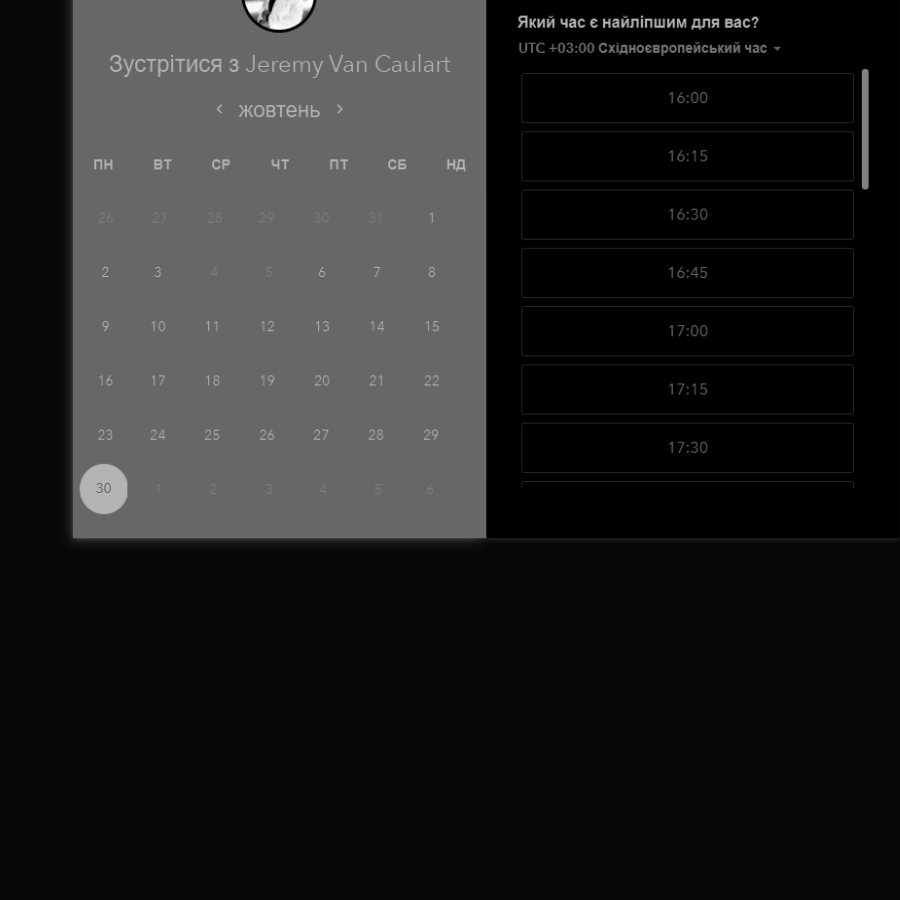 Зустрітися з Jeremy Van Caulart
жовтень
ПН ВТ СР ЧТ ПТ СБ НД
26 27 28 29 30 31 1
2 3 4 5 6 7 8
9 10 11 12 13 14 15
16 17 18 19 20 21 22
23 24 25 26 27 28 29
30 1 2 3 4 5 6
Який час є найліпшим для вас?
UTC +03:00 Східноєвропейський час
16:00
16:15
16:30
16:45
17:00
17:15
17:30